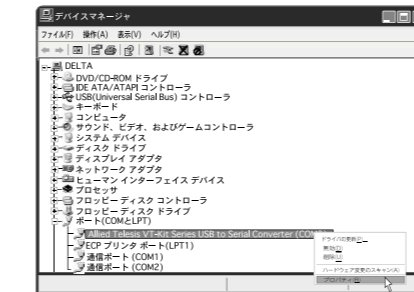 デバイスマネージャ
ファイル(F) 操作(A) 表示(V) ヘルプ(H)
DELTA
DVD/CD-ROM ドライブ
IDE ATA/ATAPI コントローラ
USB(Universal Serial Bus) コントローラ
キーボード
コンピュータ
サウンド、ビデオ、およびゲームコントローラ
システム デバイス
ディスク ドライブ
ディスプレイ アダプタ
ネットワーク アダプタ
ヒューマン インターフェイス デバイス
プロセッサ
フロッピー ディスク コントローラ
フロッピー ディスク ドライブ
ポート(COMとLPT)
Allied Telesis VT-Kit Series USB to Serial Converter (CO
ECP プリンタ ポート(LPT1)
通信ポート (COM1)
通信ポート (COM2)
ドライバの更新(P)...
無効(D)
削除(U)
ハードウェア変更のスキャン(A)
プロパティ(R)